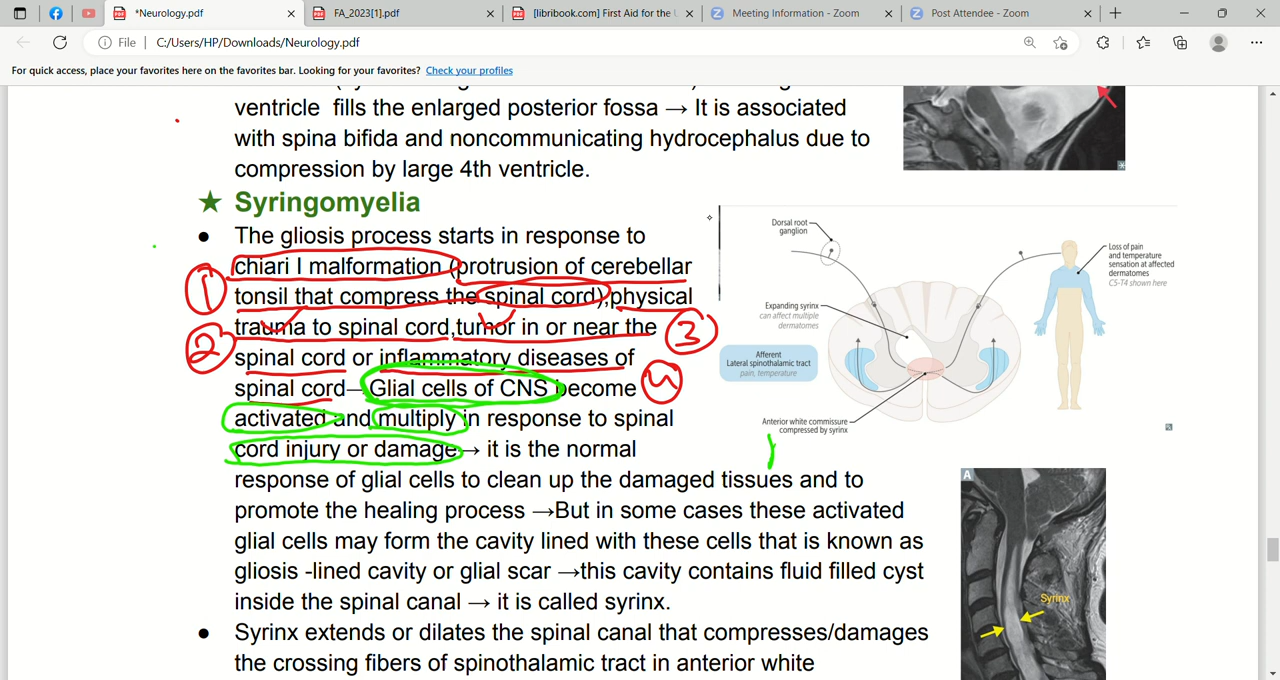 *Neurology.pdf
FA_2023[1].pdf
[libribook.com] First Aid for the U
Meeting Information - Zoom
Post Attendee - Zoom
File
C:/Users/HP/Downloads/Neurology.pdf
For quick access, place your favorites here on the favorites bar. Looking for your favorites? Check your profiles
ventricle fills the enlarged posterior fossa → It is associated
with spina bifida and noncommunicating hydrocephalus due to
compression by large 4th ventricle.
★ Syringomyelia
● The gliosis process starts in response to
chiari I malformation (protrusion of cerebellar
tonsil that compress the spinal cord),physical
trauma to spinal cord,tumor in or near the
spinal cord or inflammatory diseases of
spinal cord→Glial cells of CNS become
activated and multiply in response to spinal
cord injury or damage→ it is the normal
response of glial cells to clean up the damaged tissues and to
promote the healing process →But in some cases these activated
glial cells may form the cavity lined with these cells that is known as
gliosis -lined cavity or glial scar →this cavity contains fluid filled cyst
inside the spinal canal → it is called syrinx.
● Syrinx extends or dilates the spinal canal that compresses/damages
the crossing fibers of spinothalamic tract in anterior white
1
2
3
4
Dorsal root
ganglion
Expanding syrinx
can affect multiple
dermatomes
Afferent
Lateral spinothalamic tract
pain, temperature
Anterior white commissure
compressed by syrinx
Loss of pain
and temperature
sensation at affected
dermatomes
C5-T4 shown here
A
Syrinx